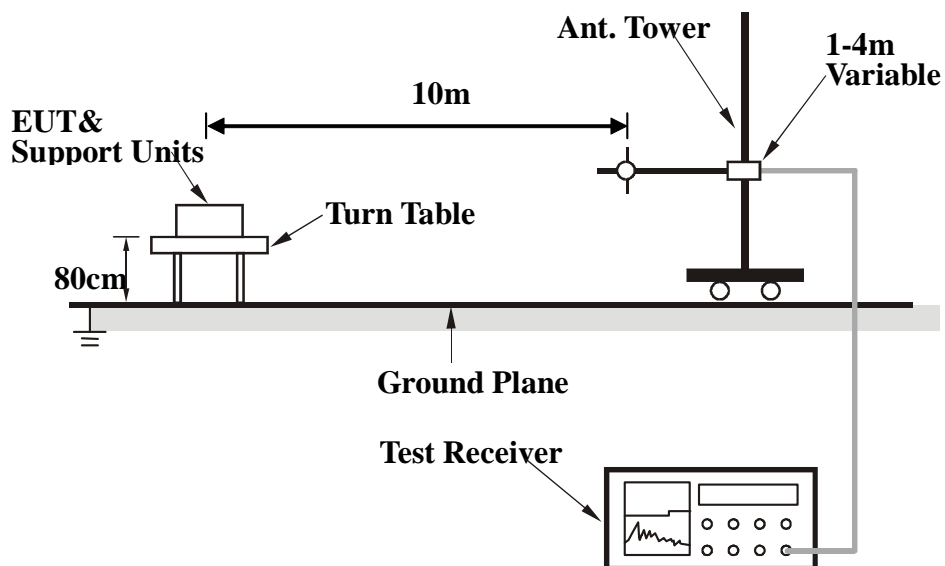 Ant. Tower
1-4m
Variable
10m
EUT&
Support Units
Turn Table
80cm
Ground Plane
Test Receiver